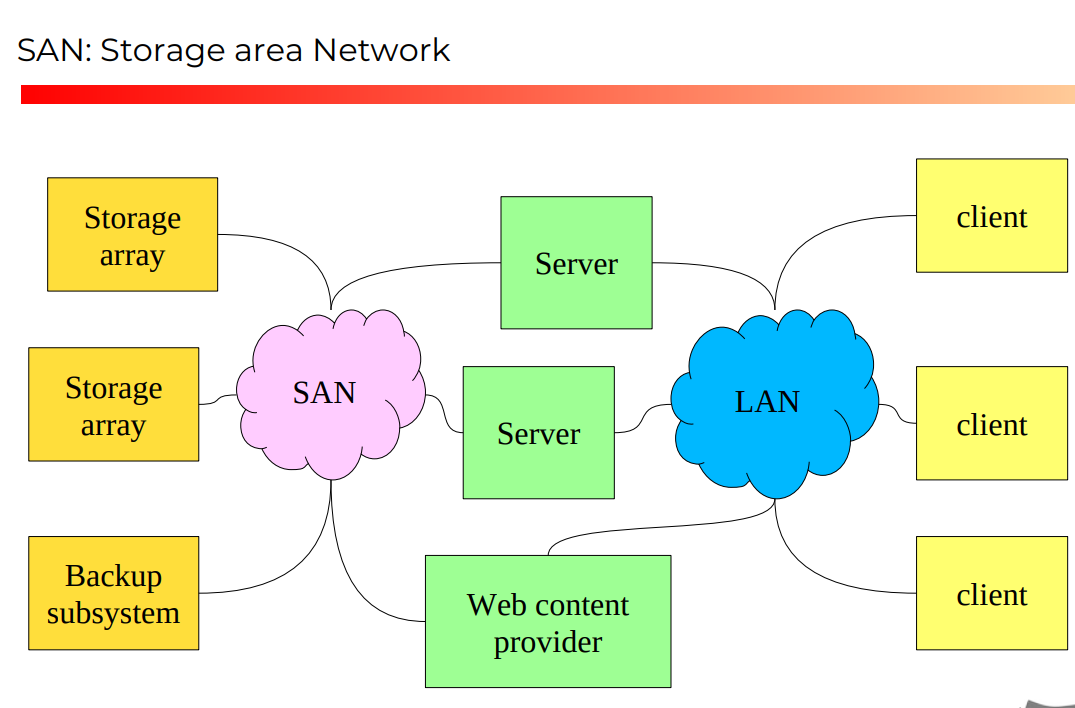 SAN: Storage area Network
Storage
array
Server
client
Storage
array
SAN
Server
LAN
client
Backup
subsystem
Web content
provider
client